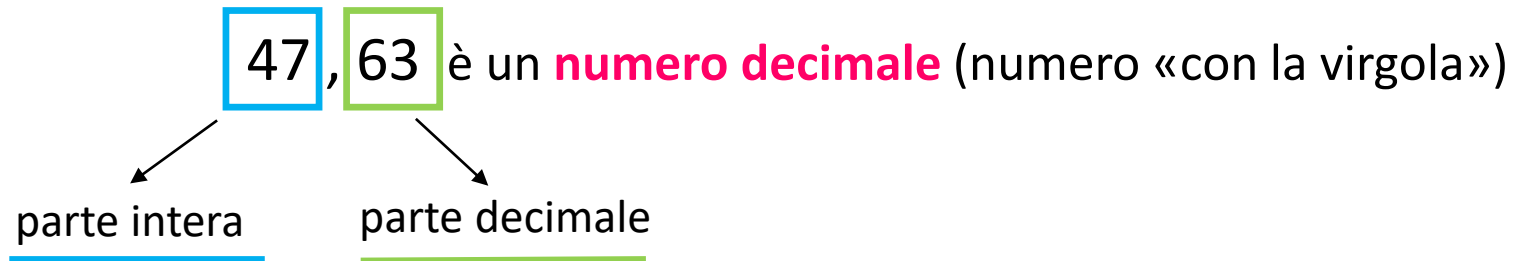 47, 63 è un numero decimale (numero «con la virgola»)
parte intera
parte decimale